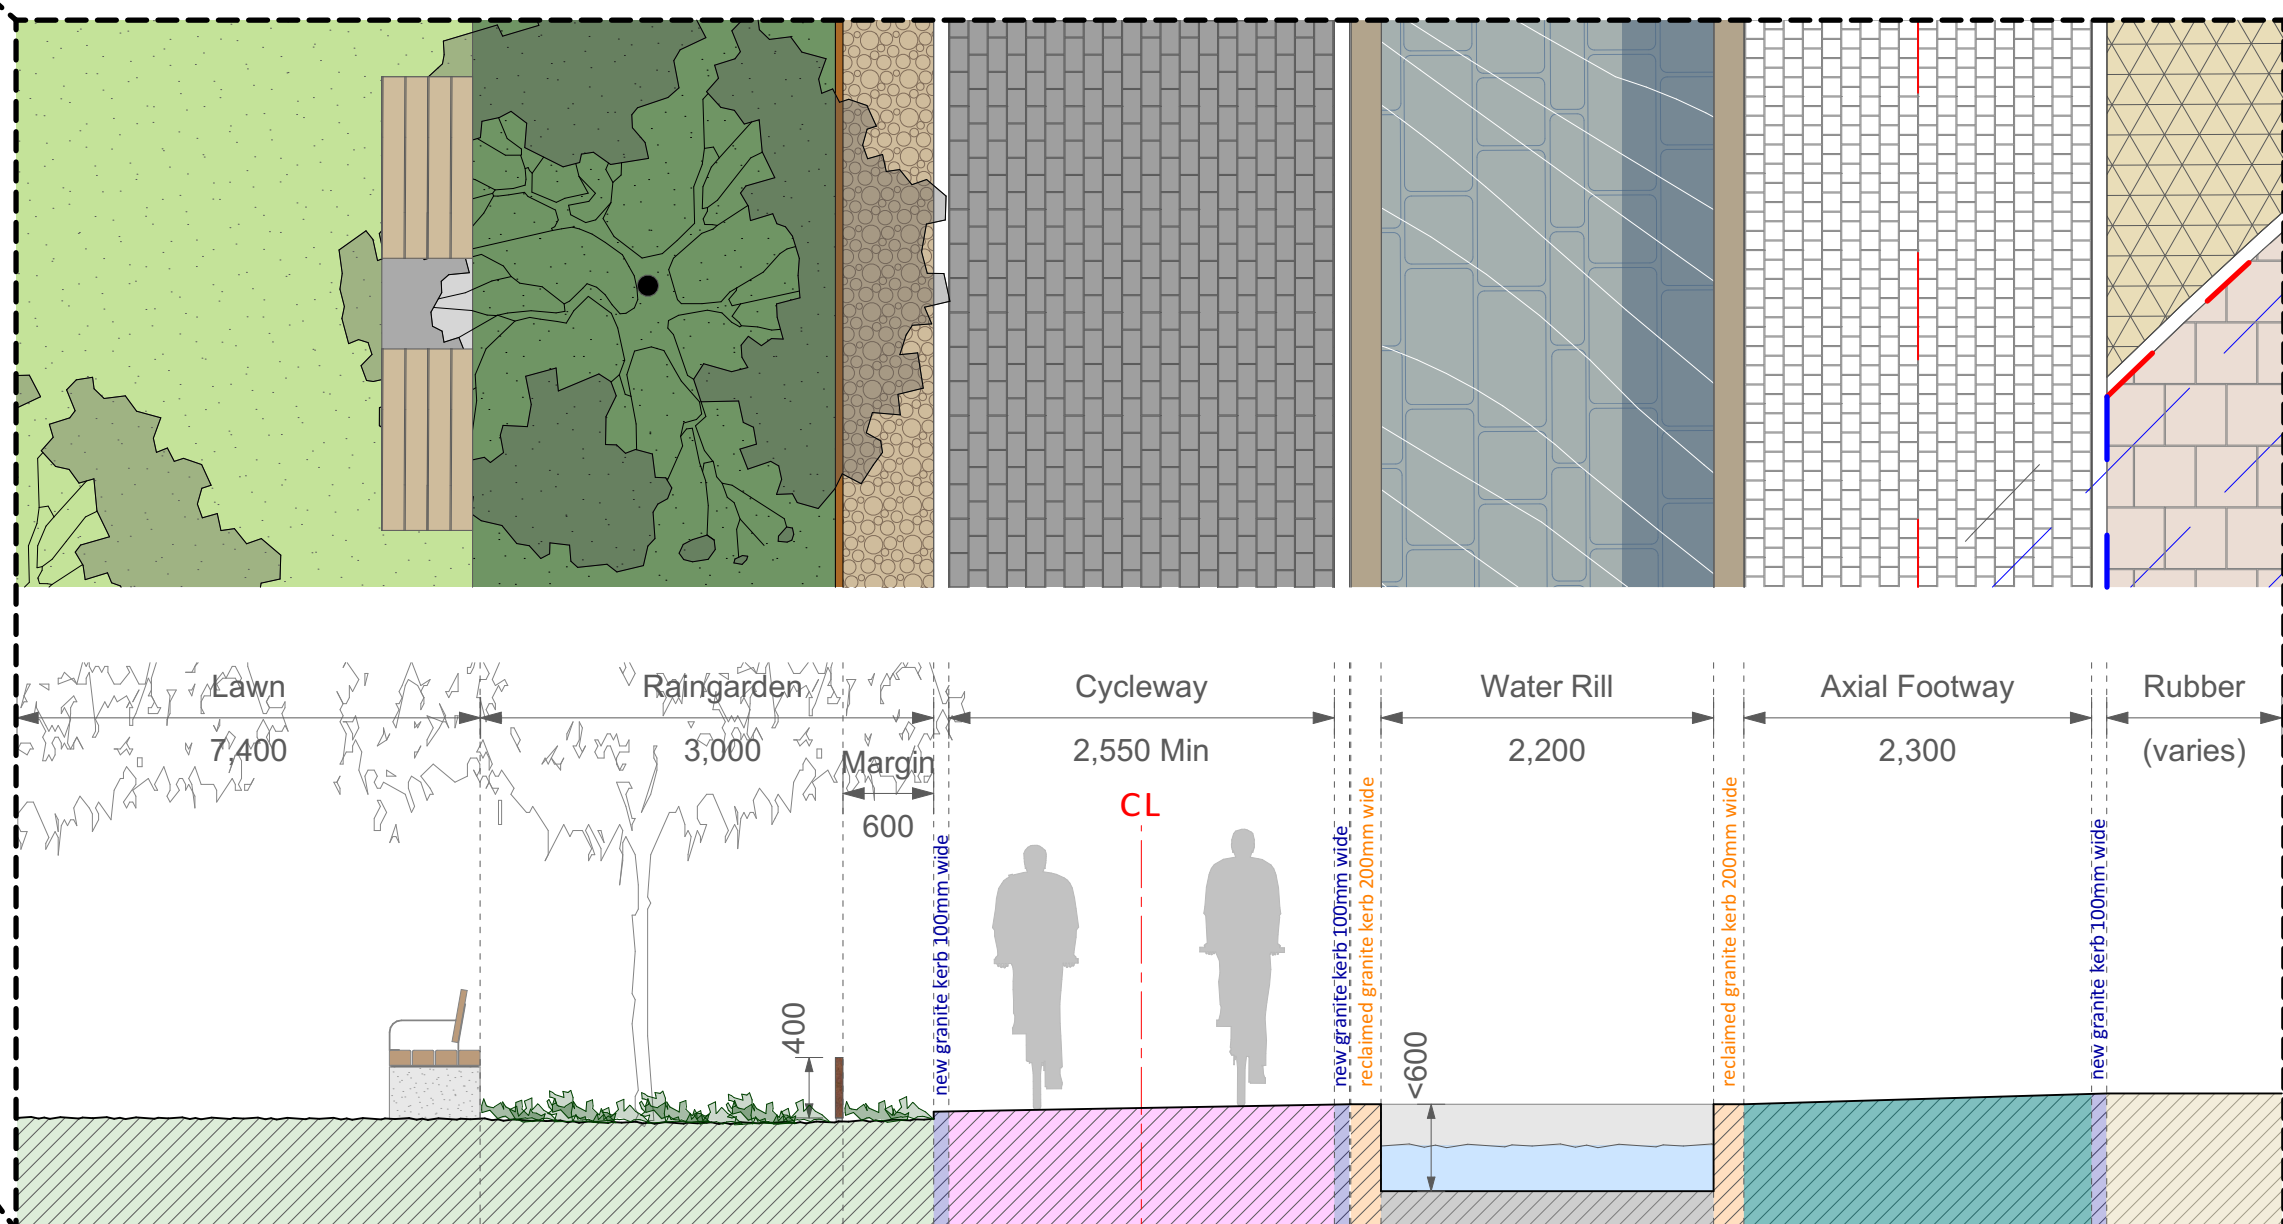 Lawn
7,400
Raingarden
3,000
Margin
600
Cycleway
2,550 Min
CL
Water Rill
2,200
Axial Footway
2,300
Rubber
(varies)
new granite kerb 100mm wide
new granite kerb 100mm wide
reclaimed granite kerb 200mm wide
reclaimed granite kerb 200mm wide
new granite kerb 100mm wide
400
<600